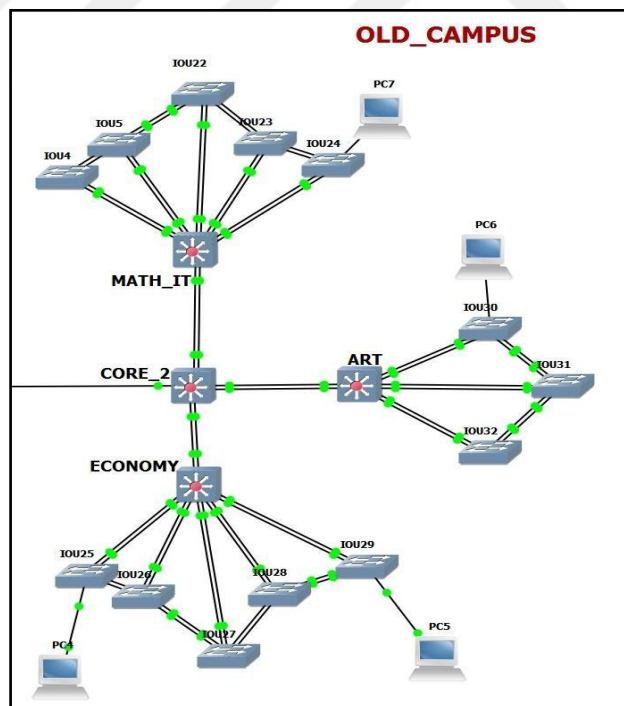 OLD_CAMPUS
IOU22
PC7
IOU5
IOU23
IOU24
IOU4
PC6
MATH_IT
IOU30
ART
IOU31
CORE_2
IOU32
ECONOMY
IOU29
IOU25
IOU28
IOU26
IOU27
PC4
PC5